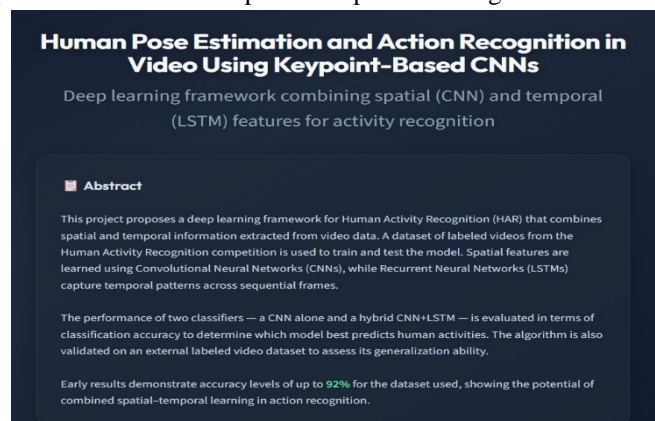 Human Pose Estimation and Action Recognition in
Video Using Keypoint-Based CNNs
Deep learning framework combining spatial (CNN) and temporal
(LSTM) features for activity recognition
Abstract
This project proposes a deep learning framework for Human Activity Recognition (HAR) that combines
spatial and temporal information extracted from video data. A dataset of labeled videos from the
Human Activity Recognition competition is used to train and test the model. Spatial features are
learned using Convolutional Neural Networks (CNNs), while Recurrent Neural Networks (LSTMs)
capture temporal patterns across sequential frames.
The performance of two classifiers — a CNN alone and a hybrid CNN+LSTM — is evaluated in terms of
classification accuracy to determine which model best predicts human activities. The algorithm is also
validated on an external labeled video dataset to assess its generalization ability.
Early results demonstrate accuracy levels of up to 92% for the dataset used, showing the potential of
combined spatial–temporal learning in action recognition.